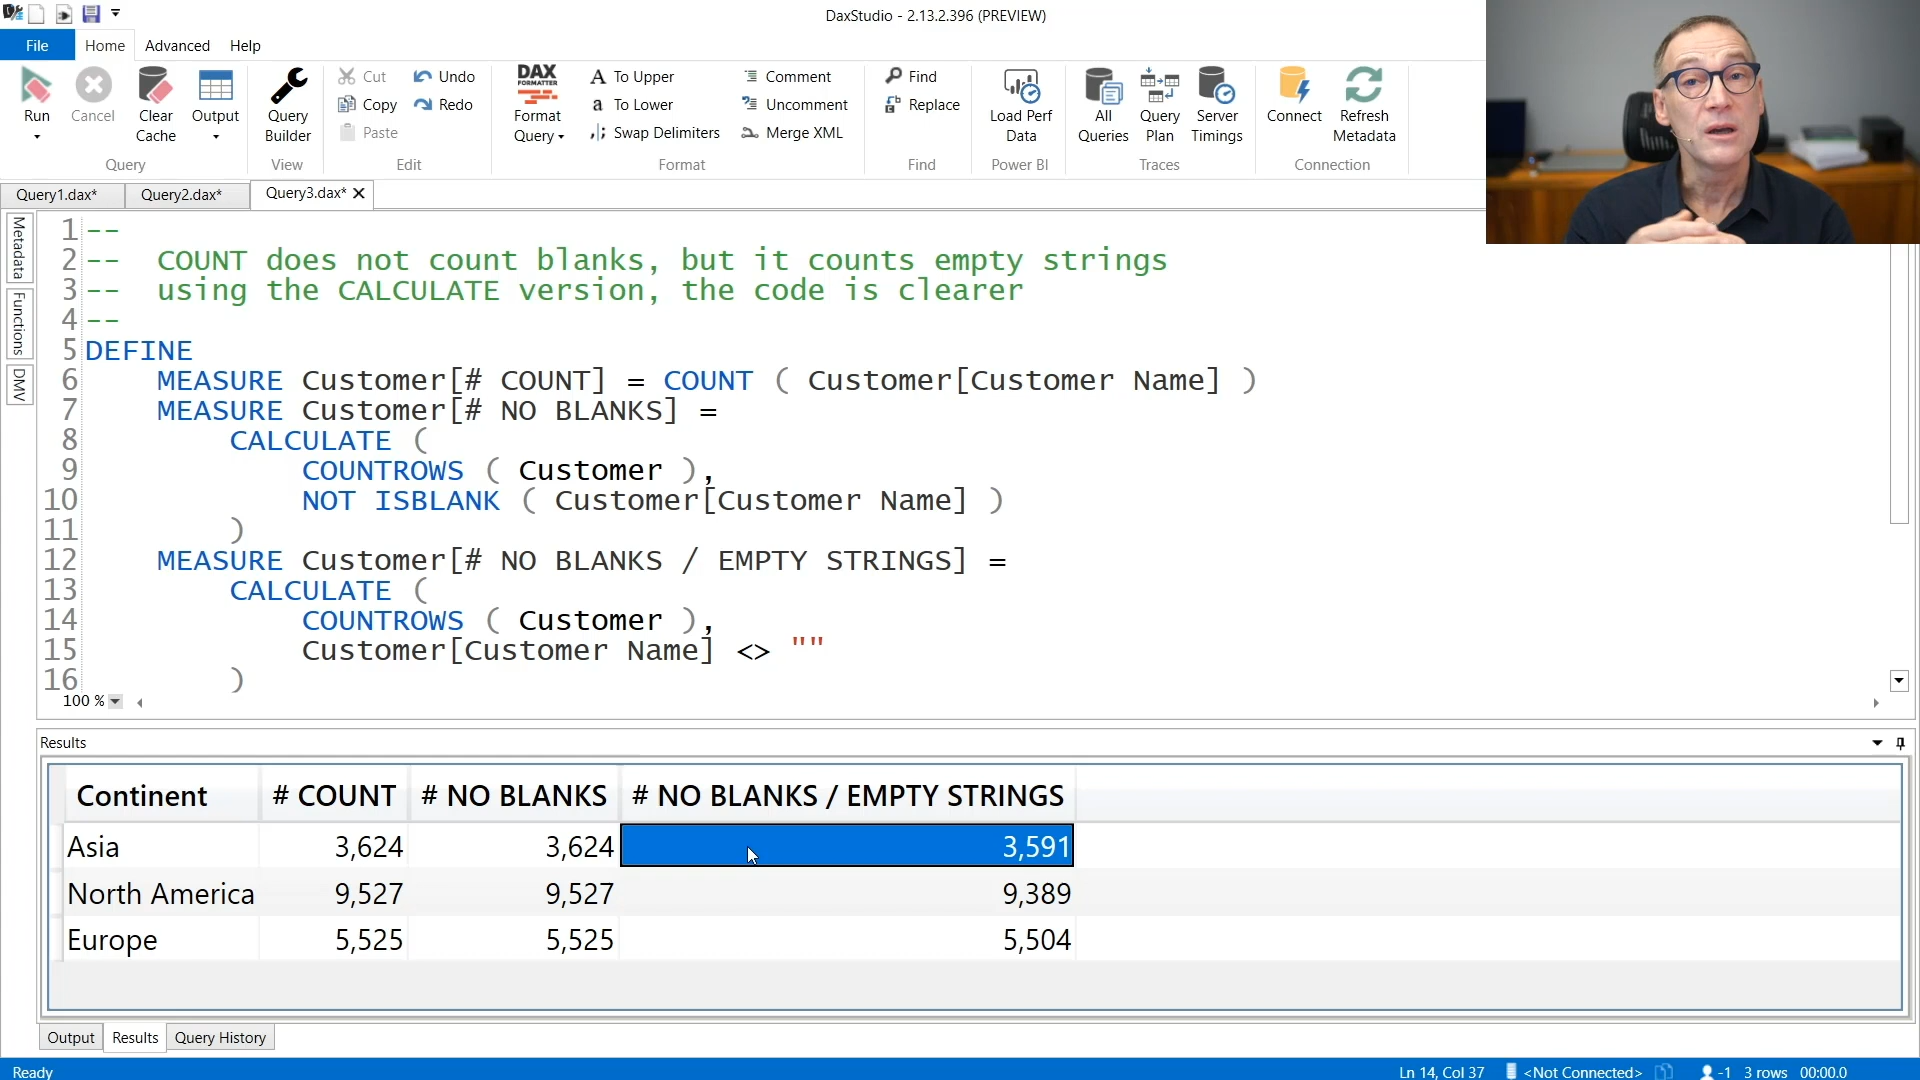 DaxStudio - 2.13.2.396 (PREVIEW)
File Home Advanced Help
Run
Cancel
Clear Cache
Output
Query
Query Builder
View
Cut
Copy
Paste
Undo
Redo
Edit
DAX
FORMATTER
Format Query
To Upper
a To Lower
Swap Delimiters
Comment
Uncomment
Merge XML
Format
Find
Replace
Find
Load Perf Data
Power BI
All Queries
Query Plan
Server Timings
Traces
Connect
Refresh Metadata
Connection
Query1.dax* Query2.dax* Query3.dax*
Metadata
Functions
DMV
1 --
2 -- COUNT does not count blanks, but it counts empty strings
3 -- using the CALCULATE version, the code is clearer
4 --
5 DEFINE
6 MEASURE Customer[# COUNT] = COUNT ( Customer[Customer Name] )
7 MEASURE Customer[# NO BLANKS] =
8 CALCULATE (
9 COUNTROWS ( Customer ),
10 NOT ISBLANK ( Customer[Customer Name] )
11 )
12 MEASURE Customer[# NO BLANKS / EMPTY STRINGS] =
13 CALCULATE (
14 COUNTROWS ( Customer ),
15 Customer[Customer Name] <> ""
16 )
100 %
Results
Continent # COUNT # NO BLANKS # NO BLANKS / EMPTY STRINGS
Asia 3,624 3,624 3,591
North America 9,527 9,527 9,389
Europe 5,525 5,525 5,504
Output Results Query History
Ready Ln 14, Col 37 <Not Connected> -1 3 rows 00:00.0